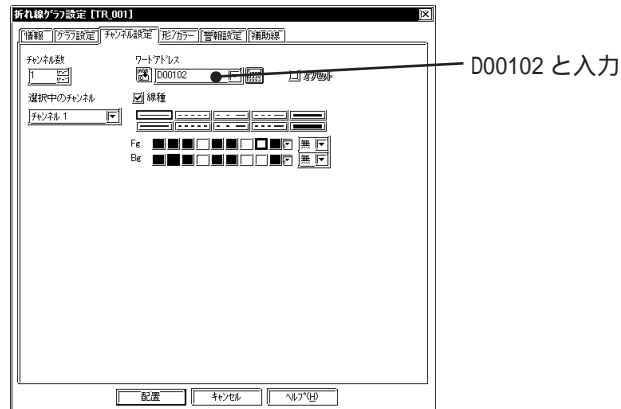 折れ線グラフ設定 [TR_001]
情報 グラフ設定 チャンネル設定 形/カラー 警報設定 補助線
チャンネル数 ワードアドレス
1 D00102 オフセット
D00102 と入力
選択中のチャンネル 線種
チャンネル 1
Fg 無
Bg 無
配置 キャンセル ヘルプ(H)